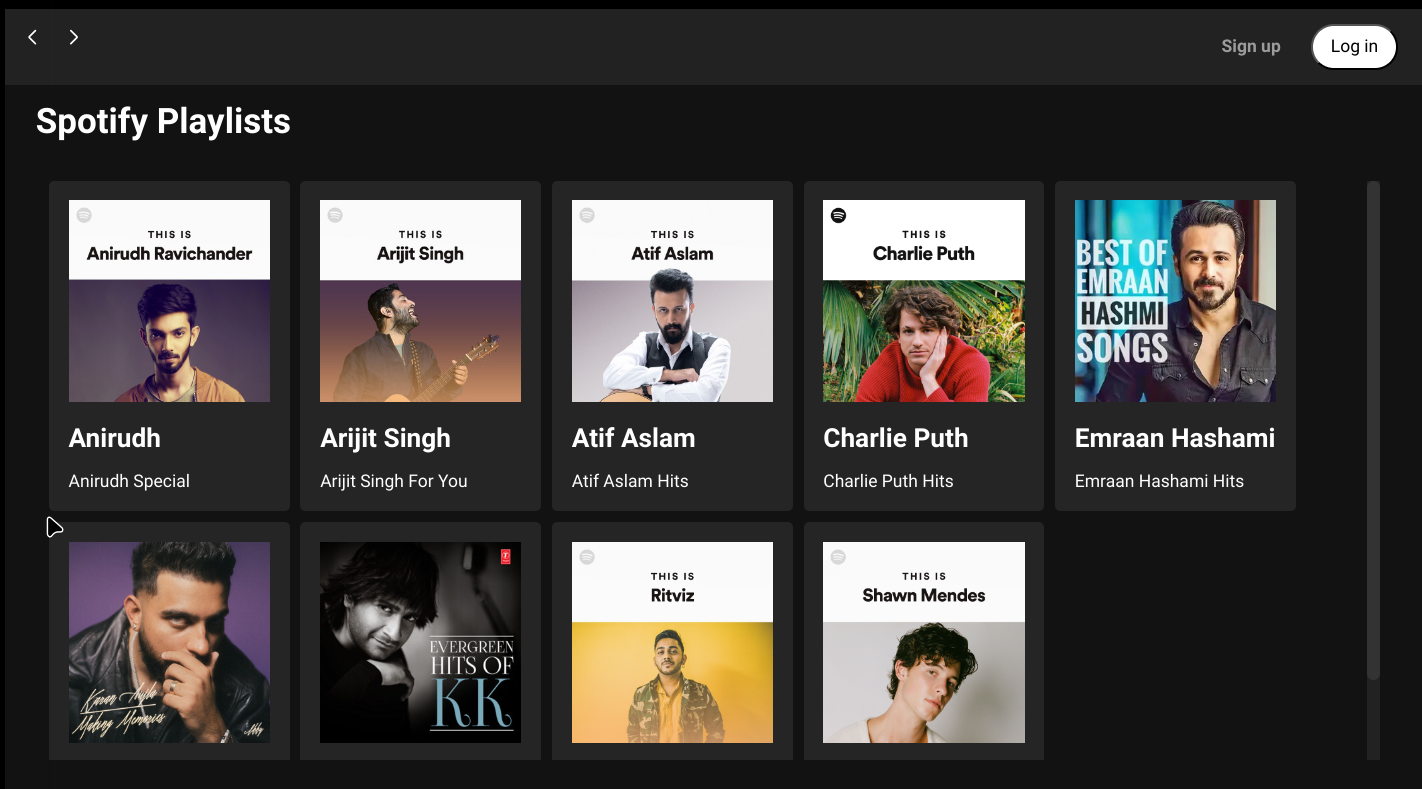 Sign up
Log in
Spotify Playlists
THIS IS
Anirudh Ravichander
Anirudh
Anirudh Special
THIS IS
Arijit Singh
Arijit Singh
Arijit Singh For You
THIS IS
Atif Aslam
Atif Aslam
Atif Aslam Hits
THIS IS
Charlie Puth
Charlie Puth
Charlie Puth Hits
BEST OF
EMRAAN
HASHMI
SONGS
Emraan Hashami
Emraan Hashami Hits
Karan Aujla
Making Memories
T
EVERGREEN
HITS OF
KK
THIS IS
Ritviz
THIS IS
Shawn Mendes